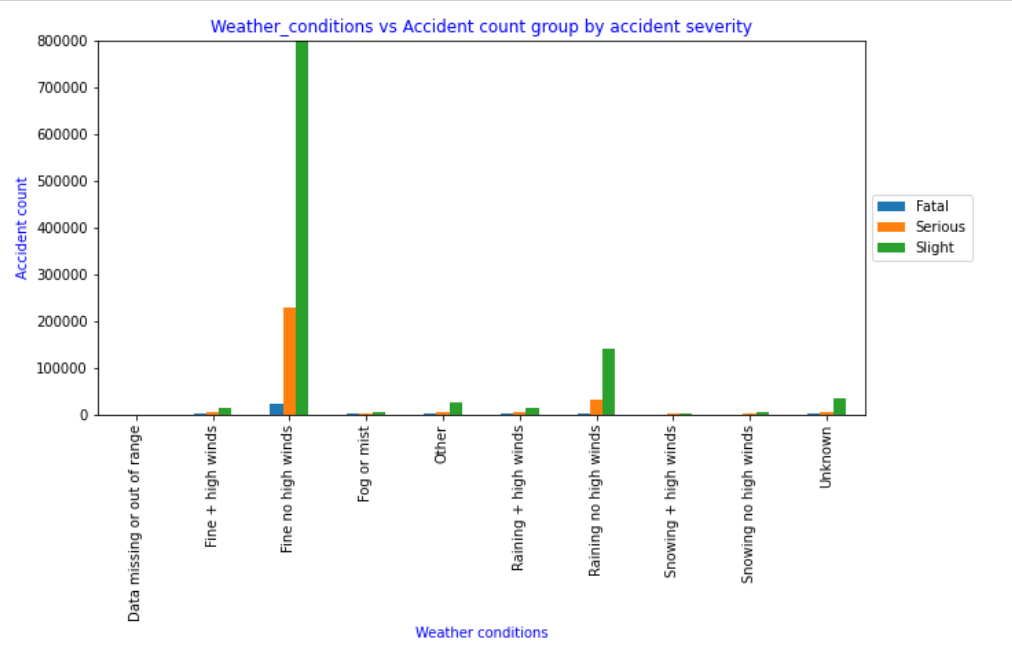 Weather_conditions vs Accident count group by accident severity
800000
700000
600000
500000
400000
300000
200000
100000
0
Accident count
Fatal
Serious
Slight
Data missing or out of range
Fine + high winds
Fine no high winds
Fog or mist
Other
Raining + high winds
Raining no high winds
Snowing + high winds
Snowing no high winds
Unknown
Weather conditions